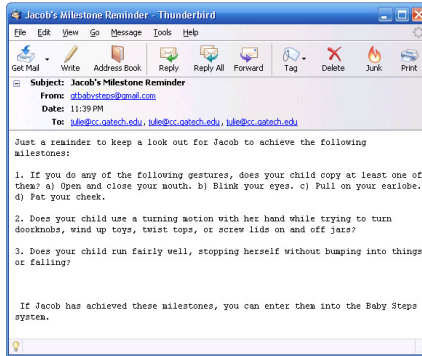 Jacob's Milestone Reminder - Thunderbird
File Edit View Go Message Tools Help
Get Mail Write Address Book Reply Reply All Forward Tag Delete Junk Print
Subject: Jacob's Milestone Reminder
From: gtbabysteps@gmail.com
Date: 11:39 PM
To: julie@cc.gatech.edu, julie@cc.gatech.edu, julie@cc.gatech.edu
Just a reminder to keep a look out for Jacob to achieve the following
milestones:
1. If you do any of the following gestures, does your child copy at least one of
them? a) Open and close your mouth. b) Blink your eyes. c) Pull on your earlobe.
d) Pat your cheek.
2. Does your child use a turning motion with her hand while trying to turn
doorknobs, wind up toys, twist tops, or screw lids on and off jars?
3. Does your child run fairly well, stopping herself without bumping into things
or falling?
If Jacob has achieved these milestones, you can enter them into the Baby Steps
system.